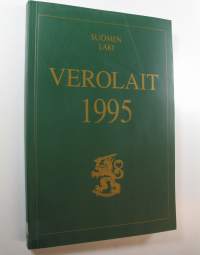 SUOMEN
LAKI
VEROLAIT
1995